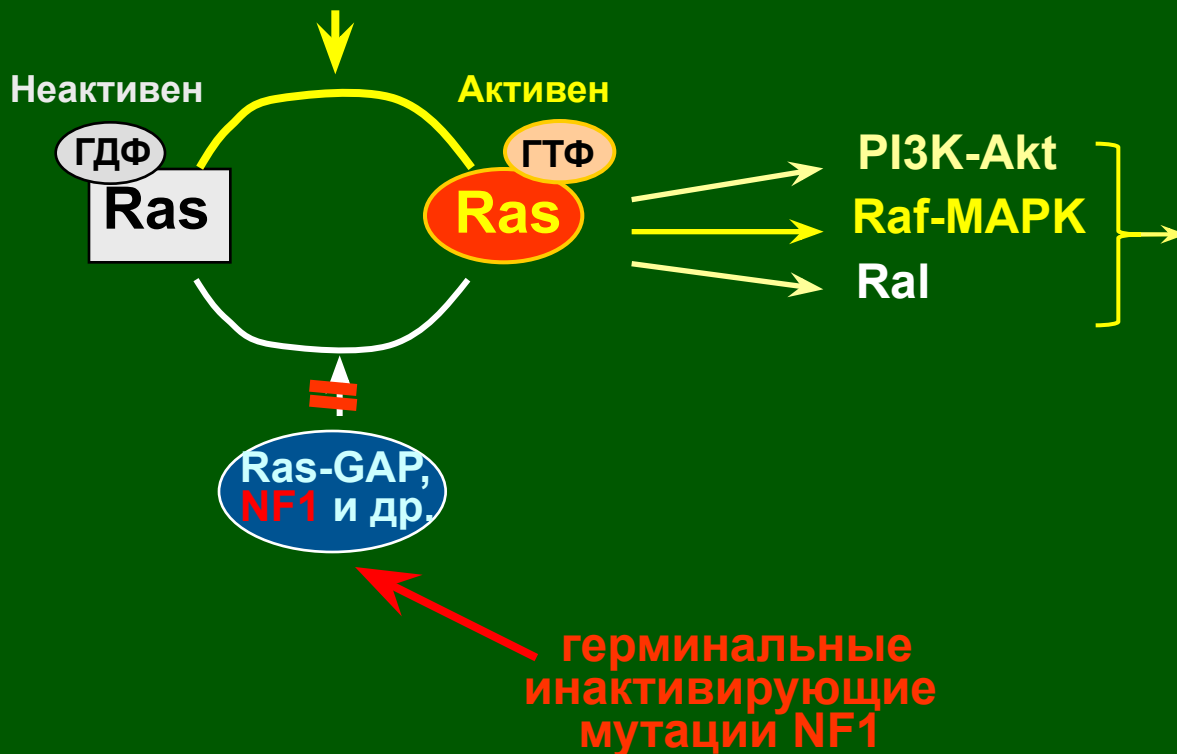 Неактивен
Активен
ГДФ
ГТФ
Ras
Ras
PI3K-Akt
Raf-MAPK
Ral
Ras-GAP,
NF1 и др.
герминальные
инактивирующие
мутации NF1